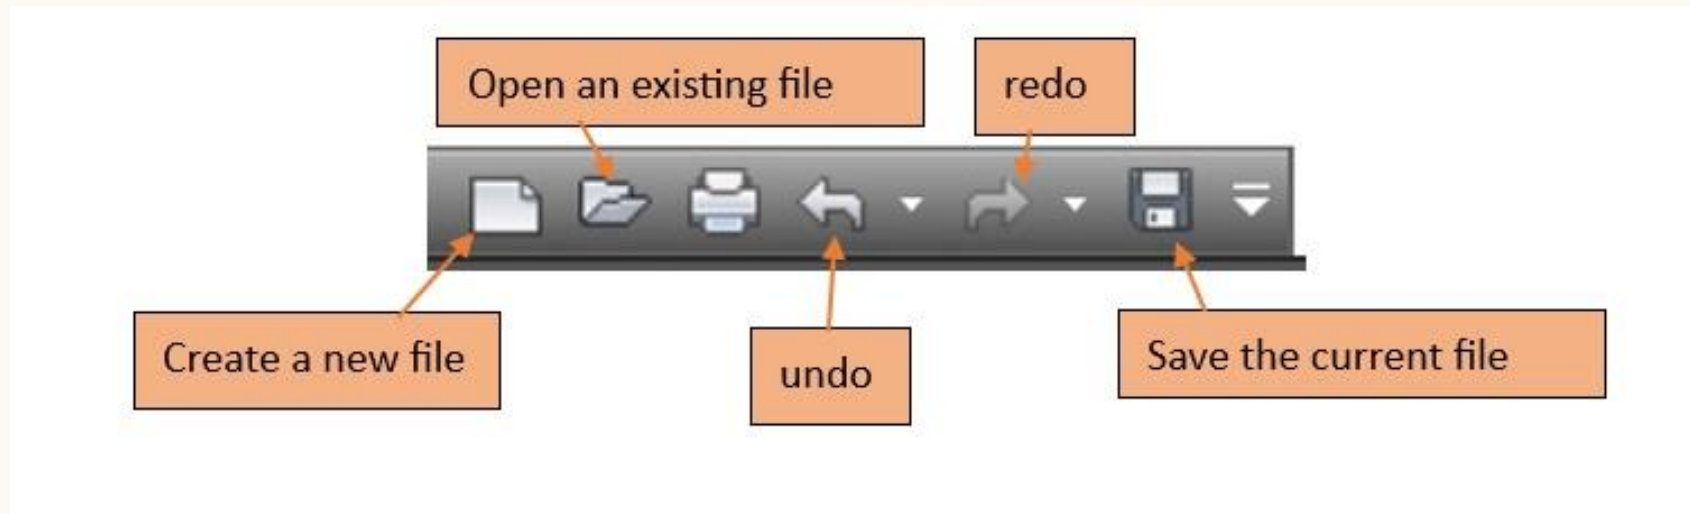 Open an existing file
redo
Create a new file
undo
Save the current file